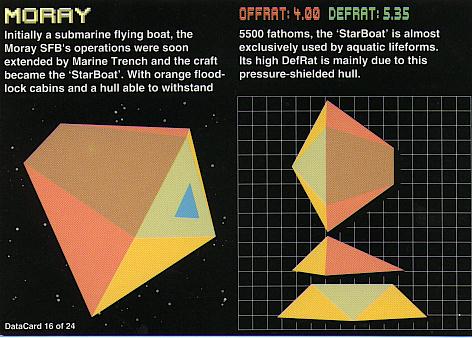 MORAY
Initially a submarine flying boat, the
Moray SFB's operations were soon
extended by Marine Trench and the craft
became the 'StarBoat'. With orange flood-
lock cabins and a hull able to withstand
OFFRAT: 4.00 DEFRAT: 5.35
5500 fathoms, the 'StarBoat' is almost
exclusively used by aquatic lifeforms.
Its high DefRat is mainly due to this
pressure-shielded hull.
DataCard 16 of 24